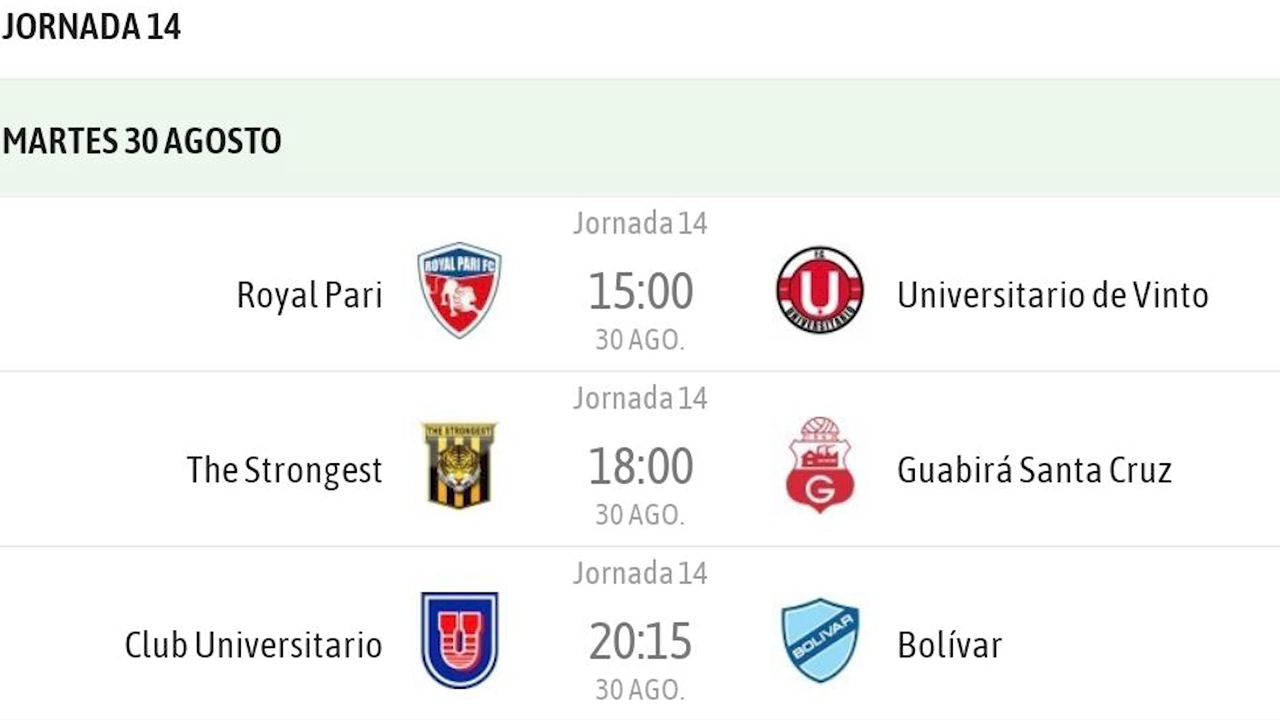 JORNADA 14
MARTES 30 AGOSTO
Jornada 14
Royal Pari
ROYAL PARI FC
15:00
F.C.
U
UNIVERSITARIO
Universitario de Vinto
30 AGO.
Jornada 14
The Strongest
THE STRONGEST
18:00
G
Guabirá Santa Cruz
30 AGO.
Jornada 14
Club Universitario
U
20:15
BOLIVAR
Bolívar
30 AGO.